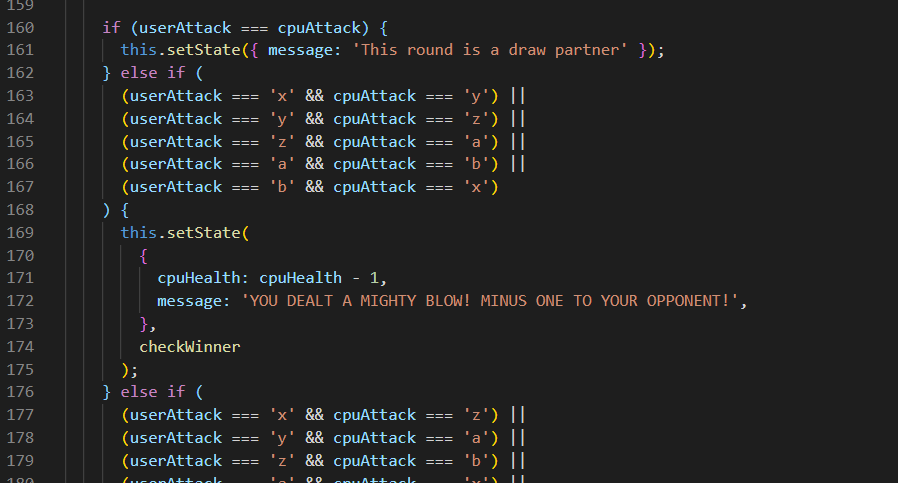 159
160 if (userAttack === cpuAttack) {
161 this.setState({ message: 'This round is a draw partner' });
162 } else if (
163 (userAttack === 'x' && cpuAttack === 'y') ||
164 (userAttack === 'y' && cpuAttack === 'z') ||
165 (userAttack === 'z' && cpuAttack === 'a') ||
166 (userAttack === 'a' && cpuAttack === 'b') ||
167 (userAttack === 'b' && cpuAttack === 'x')
168 ) {
169 this.setState(
170 {
171 cpuHealth: cpuHealth - 1,
172 message: 'YOU DEALT A MIGHTY BLOW! MINUS ONE TO YOUR OPPONENT!',
173 },
174 checkWinner
175 );
176 } else if (
177 (userAttack === 'x' && cpuAttack === 'z') ||
178 (userAttack === 'y' && cpuAttack === 'a') ||
179 (userAttack === 'z' && cpuAttack === 'b') ||
180 (userAttack === 'a' && cpuAttack === 'x') ||